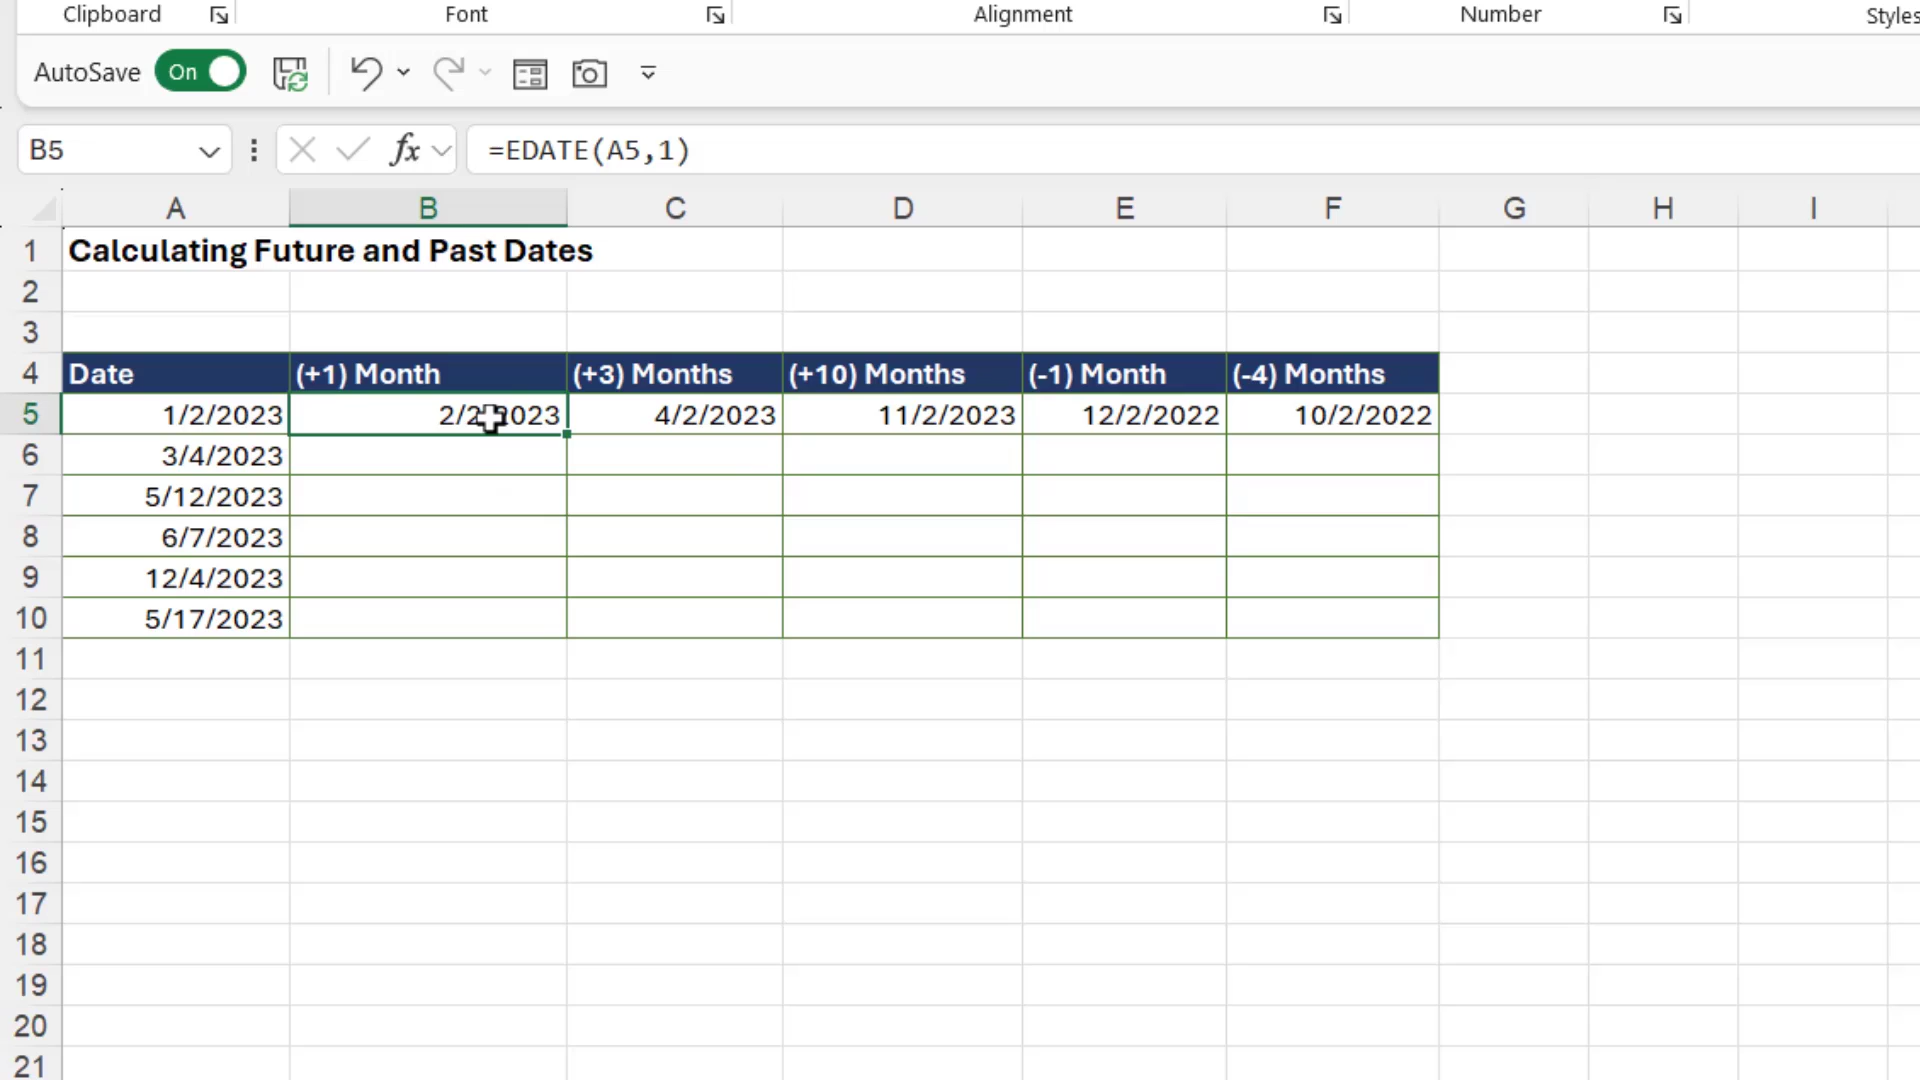 Clipboard Font Alignment Number Styles
AutoSave On
B5 fx =EDATE(A5,1)
A B C D E F G H I
1 Calculating Future and Past Dates
2
3
4 Date (+1) Month (+3) Months (+10) Months (-1) Month (-4) Months
5 1/2/2023 2/2/2023 4/2/2023 11/2/2023 12/2/2022 10/2/2022
6 3/4/2023
7 5/12/2023
8 6/7/2023
9 12/4/2023
10 5/17/2023
11
12
13
14
15
16
17
18
19
20
21